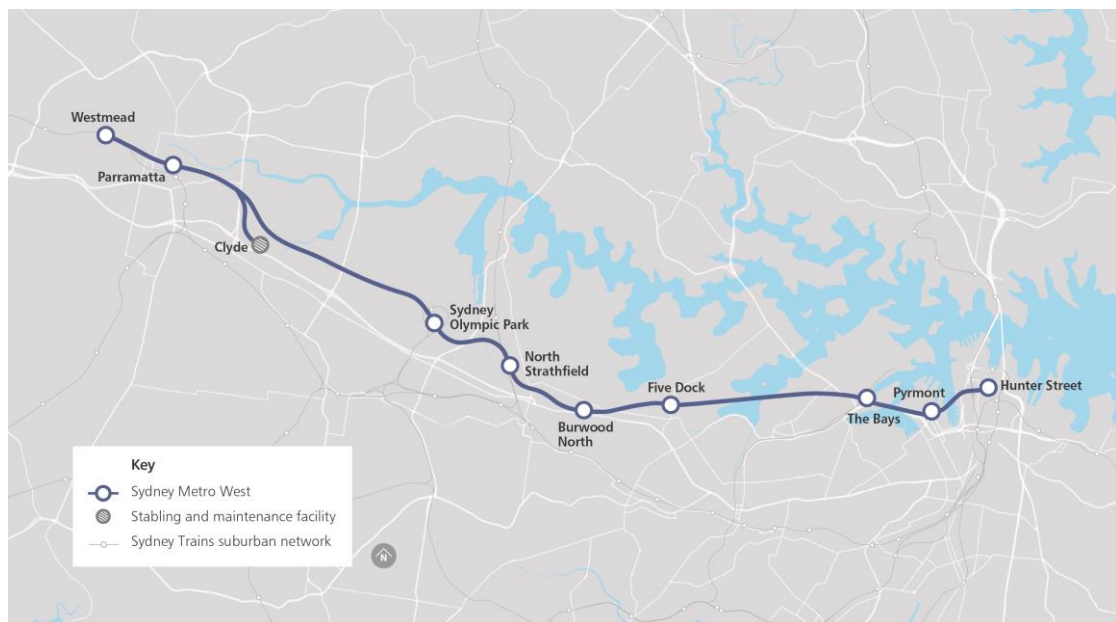 Westmead
Parramatta
Clyde
Sydney
Olympic Park
North
Strathfield
Burwood
North
Five Dock
The Bays
Pyrmont
Hunter Street
Key
Sydney Metro West
Stabling and maintenance facility
Sydney Trains suburban network
N